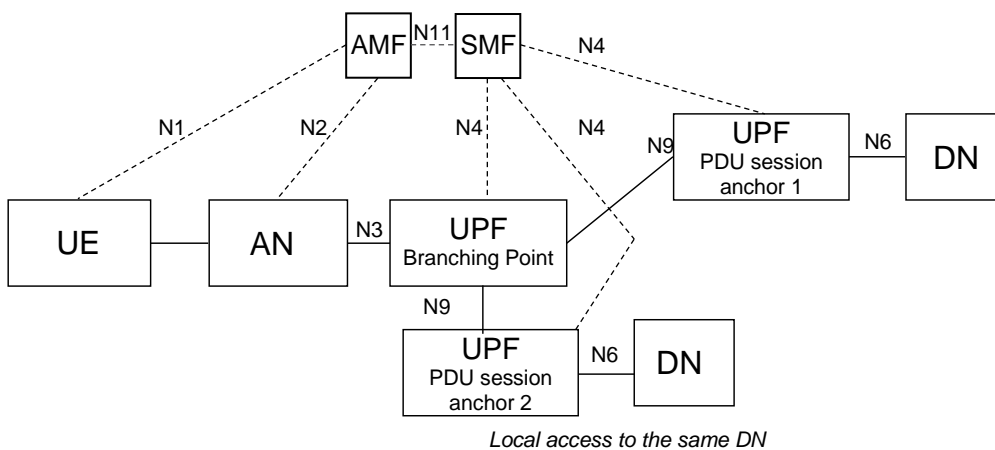 N11
AMF
SMF
N4
N1
N2
N4
N4
UPF
PDU session
anchor 1
N9
N6
DN
UE
AN
N3
UPF
Branching Point
N9
UPF
PDU session
anchor 2
N6
DN
Local access to the same DN